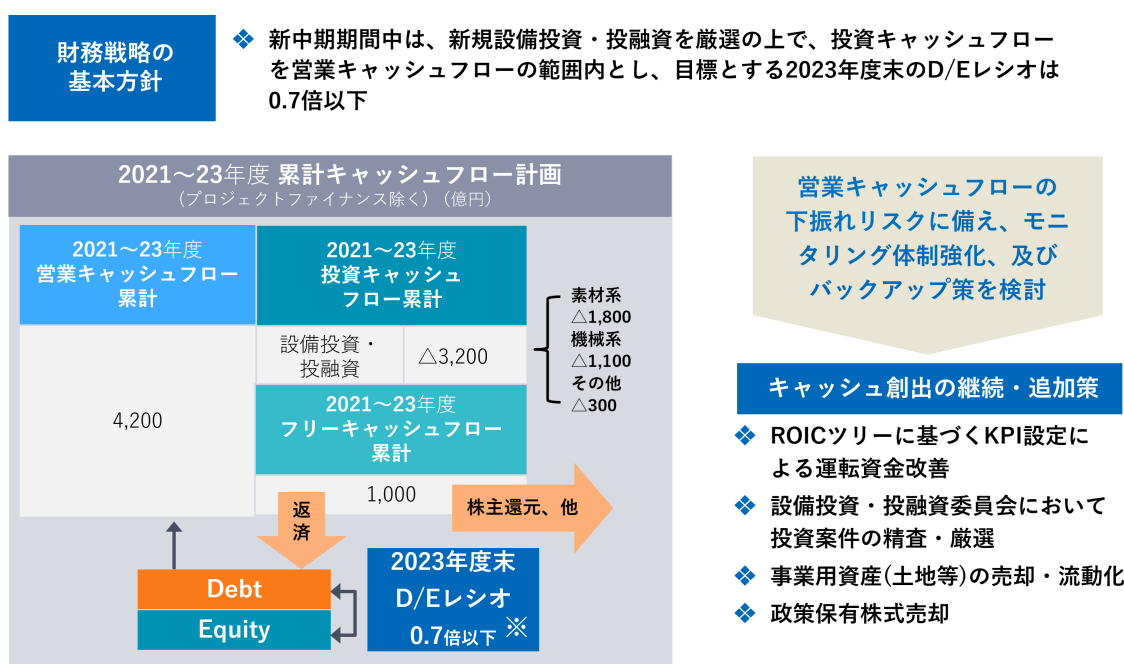 財務戦略の
基本方針
❖ 新中期期間中は、新規設備投資・投融資を厳選の上で、投資キャッシュフロー
を営業キャッシュフローの範囲内とし、目標とする2023年度末のD/Eレシオは
0.7倍以下
2021～23年度 累計キャッシュフロー計画
(プロジェクトファイナンス除く) (億円)
2021～23年度
営業キャッシュフロー
累計
4,200
2021～23年度
投資キャッシュ
フロー累計
設備投資・
投融資
△3,200
素材系
△1,800
機械系
△1,100
その他
△300
2021～23年度
フリーキャッシュフロー
累計
1,000
返
済
株主還元、他
Debt
Equity
2023年度末
D/Eレシオ
0.7倍以下 ※
営業キャッシュフローの
下振れリスクに備え、モニ
タリング体制強化、及び
バックアップ策を検討
キャッシュ創出の継続・追加策
❖ ROICツリーに基づくKPI設定に
よる運転資金改善
❖ 設備投資・投融資委員会において
投資案件の精査・厳選
❖ 事業用資産(土地等)の売却・流動化
❖ 政策保有株式売却